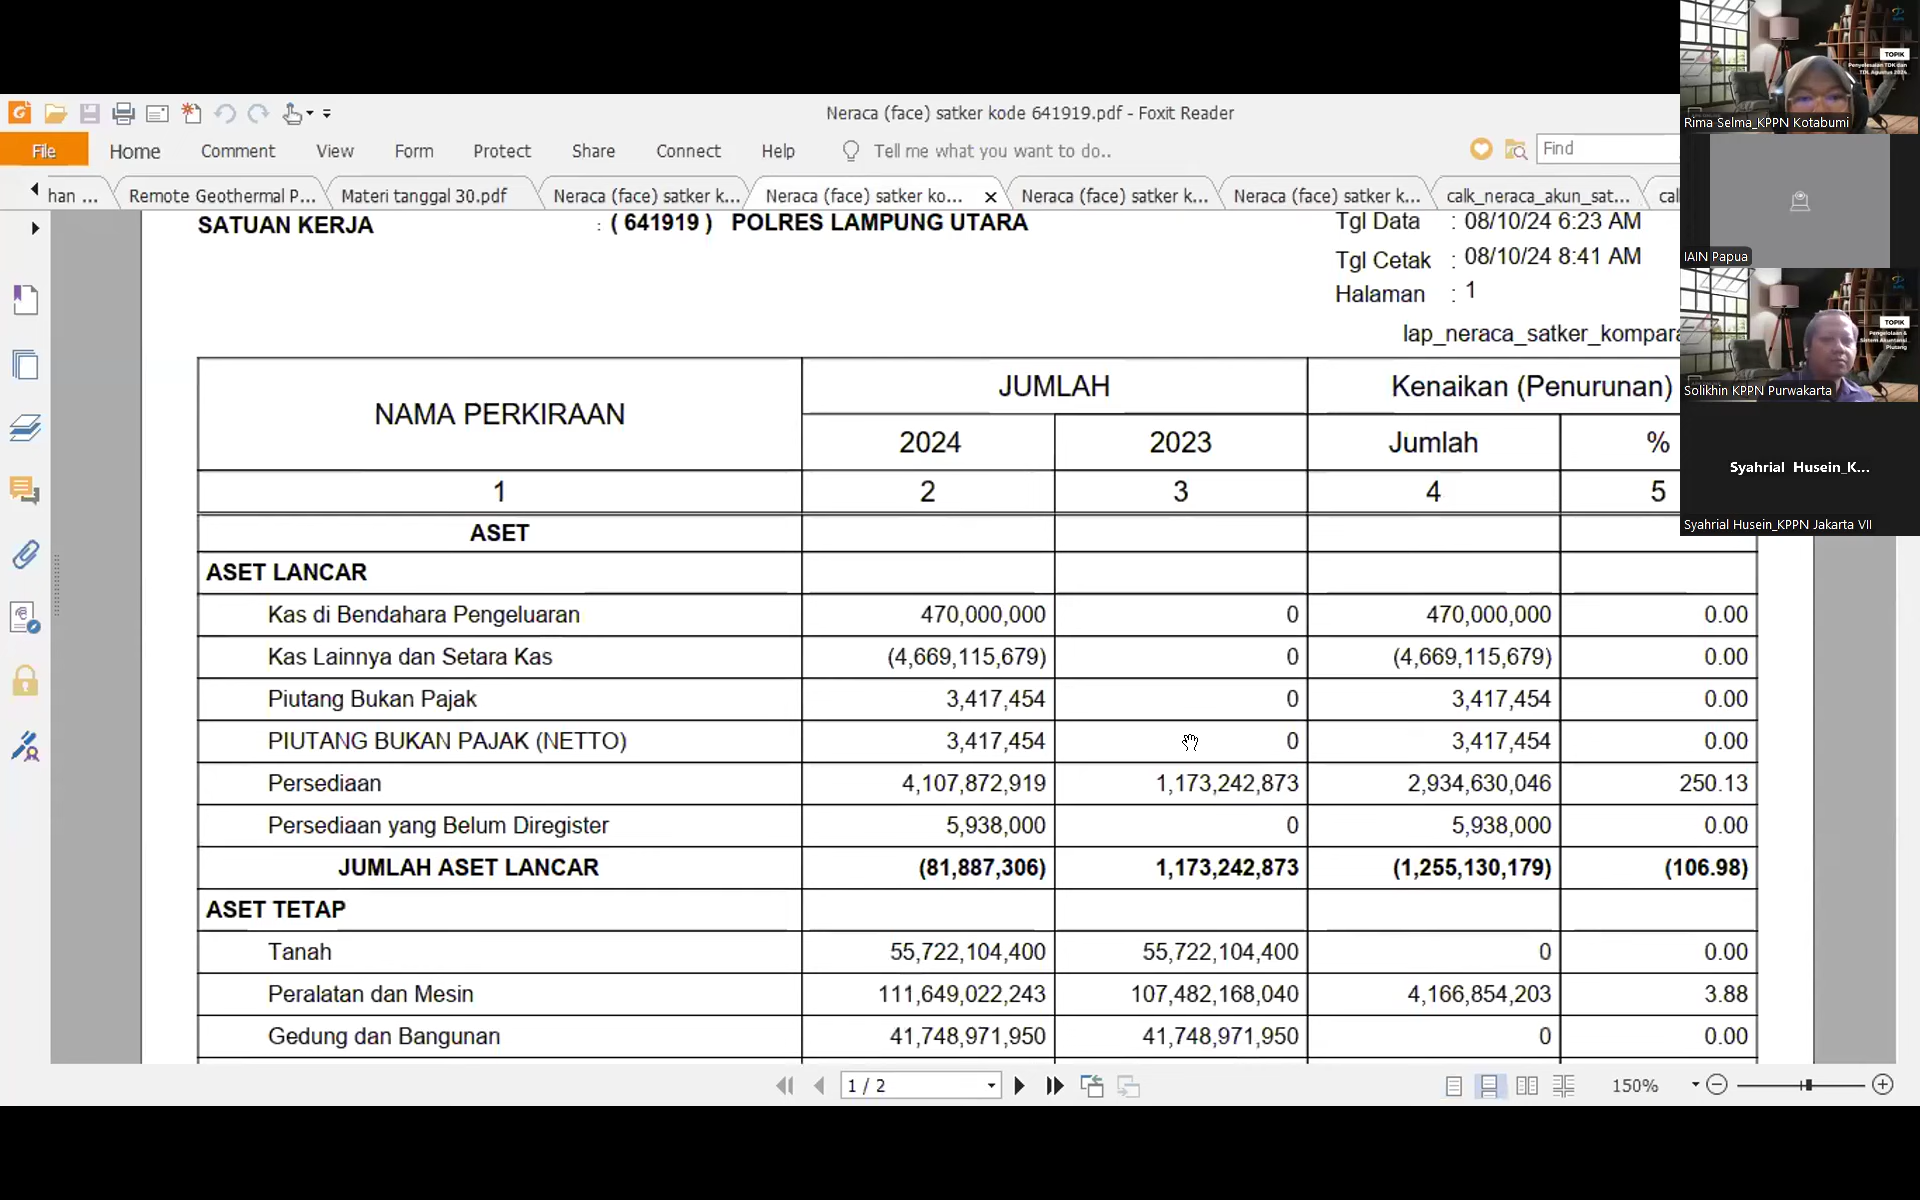 Neraca (face) satker kode 641919.pdf - Foxit Reader
File Home Comment View Form Protect Share Connect Help Tell me what you want to do.. Find
han ... Remote Geothermal P... Materi tanggal 30.pdf Neraca (face) satker k... Neraca (face) satker ko... Neraca (face) satker k... Neraca (face) satker k... calk_neraca_akun_sat... cal
SATUAN KERJA : ( 641919 ) POLRES LAMPUNG UTARA
Tgl Data : 08/10/24 6:23 AM
Tgl Cetak : 08/10/24 8:41 AM
Halaman : 1
lap_neraca_satker_kompara
NAMA PERKIRAAN JUMLAH Kenaikan (Penurunan)
2024 2023 Jumlah %
1 2 3 4 5
ASET
ASET LANCAR
Kas di Bendahara Pengeluaran 470,000,000 0 470,000,000 0.00
Kas Lainnya dan Setara Kas (4,669,115,679) 0 (4,669,115,679) 0.00
Piutang Bukan Pajak 3,417,454 0 3,417,454 0.00
PIUTANG BUKAN PAJAK (NETTO) 3,417,454 0 3,417,454 0.00
Persediaan 4,107,872,919 1,173,242,873 2,934,630,046 250.13
Persediaan yang Belum Diregister 5,938,000 0 5,938,000 0.00
JUMLAH ASET LANCAR (81,887,306) 1,173,242,873 (1,255,130,179) (106.98)
ASET TETAP
Tanah 55,722,104,400 55,722,104,400 0 0.00
Peralatan dan Mesin 111,649,022,243 107,482,168,040 4,166,854,203 3.88
Gedung dan Bangunan 41,748,971,950 41,748,971,950 0 0.00
1 / 2
150%
TOPIK
Penyelesaian TDK dan
TDL Agustus 2024
Rima Selma_KPPN Kotabumi
IAIN Papua
TOPIK
Pengelolaan &
Sistem Akuntansi
Piutang
Solikhin KPPN Purwakarta
Syahrial Husein_K...
Syahrial Husein_KPPN Jakarta VII